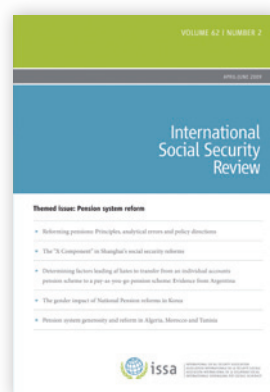 VOLUME 62 | NUMBER 2
APRIL-JUNE 2009
International
Social Security
Review
Themed issue: Pension system reform
Reforming pensions: Principles, analytical errors and policy directions
The "X Component" in Shanghai's social security reforms
Determining factors leading affiliates to transfer from an individual accounts
pension scheme to a pay-as-you-go pension scheme: Evidence from Argentina
The gender impact of National Pension reforms in Korea
Pension system generosity and reform in Algeria, Morocco and Tunisia
issa